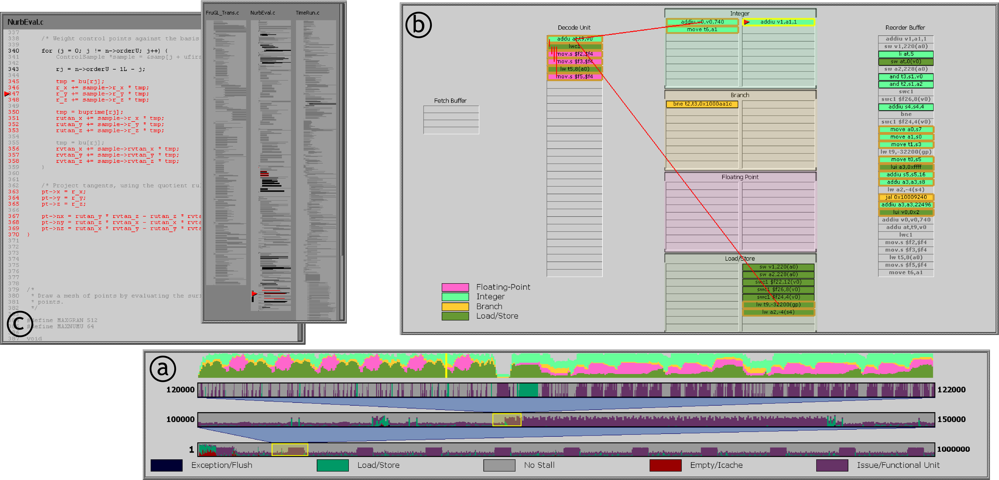 NurbEval.c
337
338 /* Weight control points against the basis
339
340 for (j = 0; j != n->orderU; j++) {
341 ControlSample *sample = &samp[j + ufirs
342
343 rj = n->orderU - 1L - j;
344
345 tmp = bu[rj];
346 r_x += sample->r_x * tmp;
347 r_y += sample->r_y * tmp;
348 r_z += sample->r_z * tmp;
349
350 tmp = buprime[rj];
351 rutan_x += sample->r_x * tmp;
352 rutan_y += sample->r_y * tmp;
353 rutan_z += sample->r_z * tmp;
354
355 tmp = bu[rj];
356 rvtan_x += sample->rvtan_x * tmp;
357 rvtan_y += sample->rvtan_y * tmp;
358 rvtan_z += sample->rvtan_z * tmp;
359 }
360
361
362 /* Project tangents, using the quotient rul
363 pt->x = r_x;
364 pt->y = r_y;
365 pt->z = r_z;
366
367 pt->nx = rutan_y * rvtan_z - rutan_z * rvta
368 pt->ny = rutan_z * rvtan_x - rutan_x * rvta
369 pt->nz = rutan_x * rvtan_y - rutan_y * rvta
370 }
371
372
373
374
375
376
377
378
379 /*
380 * Draw a mesh of points by evaluating the suri
381 * points.
382 */
#define MAXGRAN 512
#define MAXNUMU 64
387 void
c
FruGL_Trans.c NurbEval.c TimeRun.c
b
Fetch Buffer
Decode Unit
addu at,t9,v0
lwc1
mov.s $f2,$f4
mov.s $f3,$f4
lw t5,8(a0)
mov.s $f5,$f4
Floating-Point
Integer
Branch
Load/Store
Integer
addiu v0,v0,740 addiu v1,a1,1
move t6,a1
Branch
bne t2,t3,0x1000aa1c
Floating Point
Load/Store
sw v1,220(a0)
sw a2,228(a0)
swc1 $f22,12(v0)
swc1 $f26,8(v0)
swc1 $f24,4(v0)
lw t9,-32200(gp)
lw a2,-4(s4)
Reorder Buffer
addiu v1,a1,1
sw v1,220(a0)
li at,5
sw at,0(v0)
sw a2,228(a0)
and t3,s1,v0
and t2,s1,a2
swc1
swc1 $f26,8(v0)
addiu s4,s4,4
bne
swc1 $f24,4(v0)
move a0,s7
move a1,s0
move t1,s3
lw t9,-32200(gp)
move t0,s5
lui a3,0xffff
addiu s5,s5,16
addu a3,a3,s8
lw a2,-4(s4)
jal 0x10009240
addiu a3,a3,22496
lui v0,0x2
addiu v0,v0,740
addu at,t9,v0
lwc1
mov.s $f2,$f4
mov.s $f3,$f4
lw t5,8(a0)
mov.s $f5,$f4
move t6,a1
a
120000 122000
100000 150000
1 1000000
Exception/Flush Load/Store No Stall Empty/Icache Issue/Functional Unit